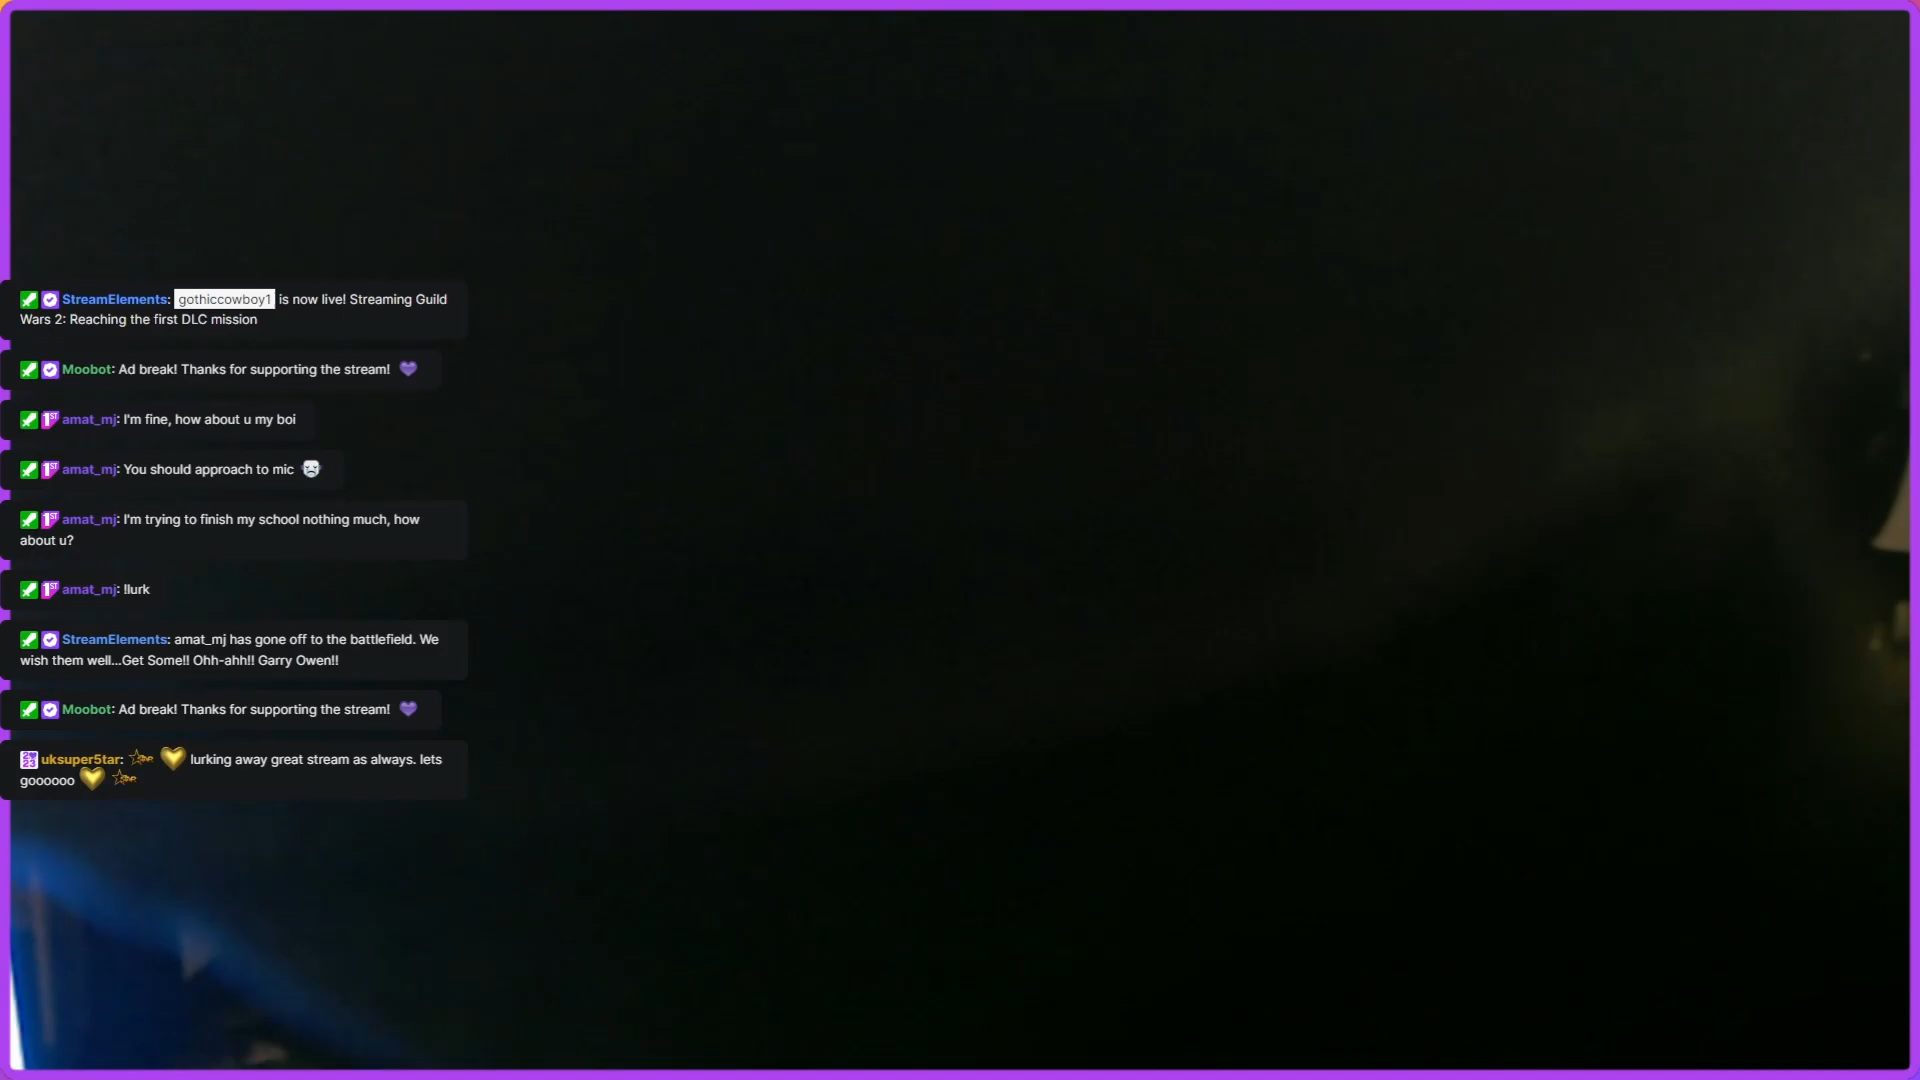 StreamElements: gothiccowboy1 is now live! Streaming Guild
Wars 2: Reaching the first DLC mission
Moobot: Ad break! Thanks for supporting the stream!
1ST amat_mj: I'm fine, how about u my boi
1ST amat_mj: You should approach to mic
1ST amat_mj: I'm trying to finish my school nothing much, how
about u?
1ST amat_mj: !lurk
StreamElements: amat_mj has gone off to the battlefield. We
wish them well...Get Some!! Ohh-ahh!! Garry Owen!!
Moobot: Ad break! Thanks for supporting the stream!
uksuper5tar: lurking away great stream as always. lets
goooooo